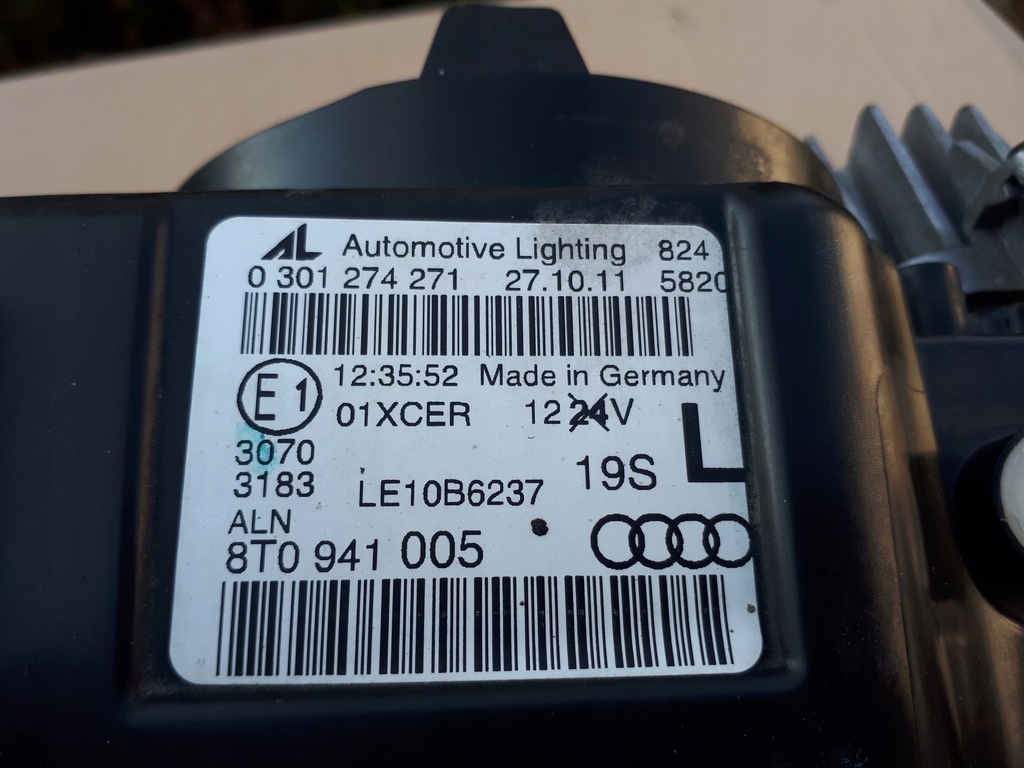 AL Automotive Lighting 824
0 301 274 271 27.10.11 5820
E1 12:35:52 Made in Germany
01XCER 12 24V
L
3070
3183 LE10B6237 19S
ALN
8T0 941 005